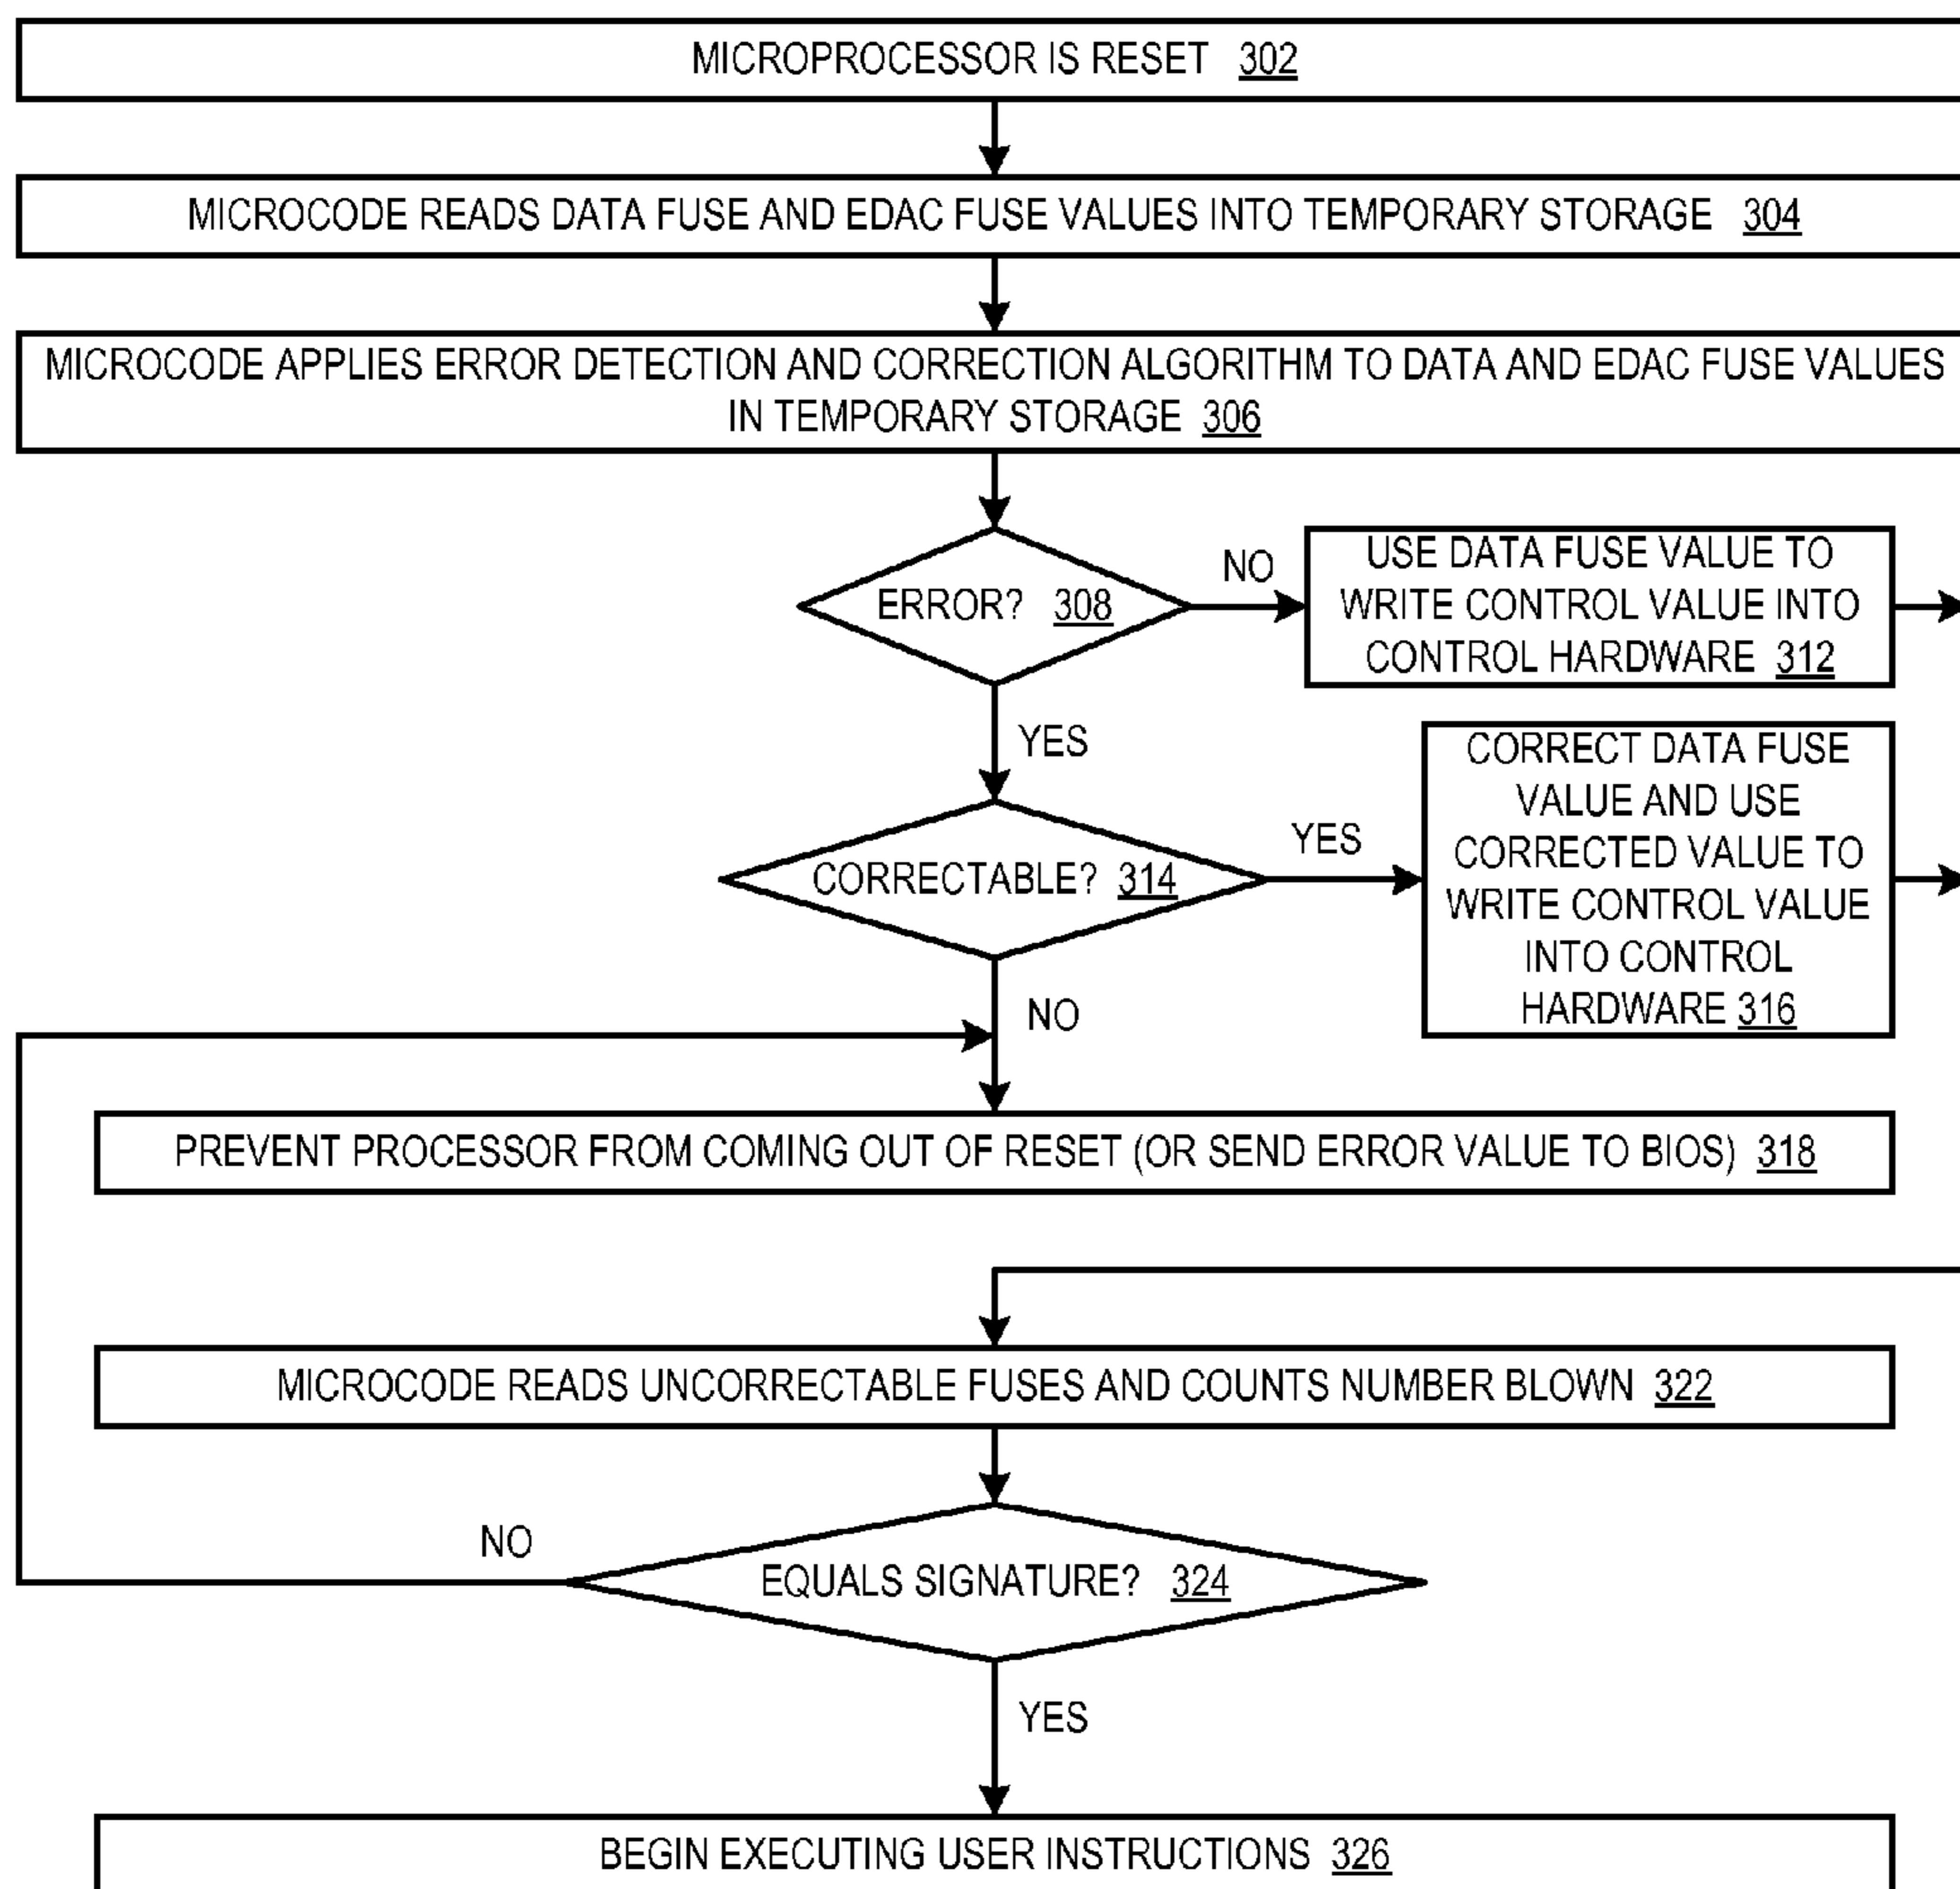 MICROPROCESSOR IS RESET 302
MICROCODE READS DATA FUSE AND EDAC FUSE VALUES INTO TEMPORARY STORAGE 304
MICROCODE APPLIES ERROR DETECTION AND CORRECTION ALGORITHM TO DATA AND EDAC FUSE VALUES
IN TEMPORARY STORAGE 306
ERROR? 308
NO
USE DATA FUSE VALUE TO
WRITE CONTROL VALUE INTO
CONTROL HARDWARE 312
YES
CORRECTABLE? 314
YES
CORRECT DATA FUSE
VALUE AND USE
CORRECTED VALUE TO
WRITE CONTROL VALUE
INTO CONTROL
HARDWARE 316
NO
PREVENT PROCESSOR FROM COMING OUT OF RESET (OR SEND ERROR VALUE TO BIOS) 318
MICROCODE READS UNCORRECTABLE FUSES AND COUNTS NUMBER BLOWN 322
NO
EQUALS SIGNATURE? 324
YES
BEGIN EXECUTING USER INSTRUCTIONS 326